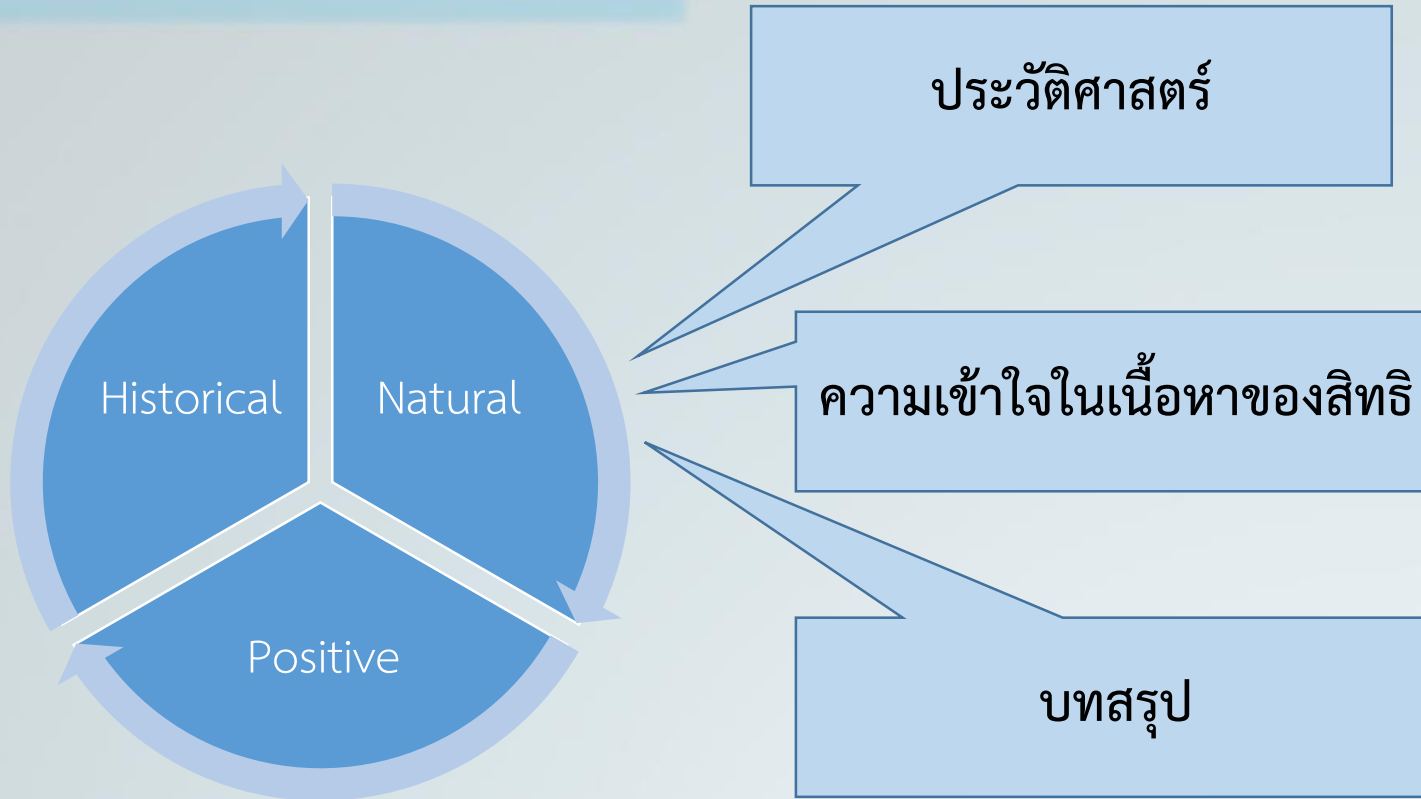 ประวัติศาสตร์
Historical
Natural
ความเข้าใจในเนื้อหาของสิทธิ
Positive
บทสรุป